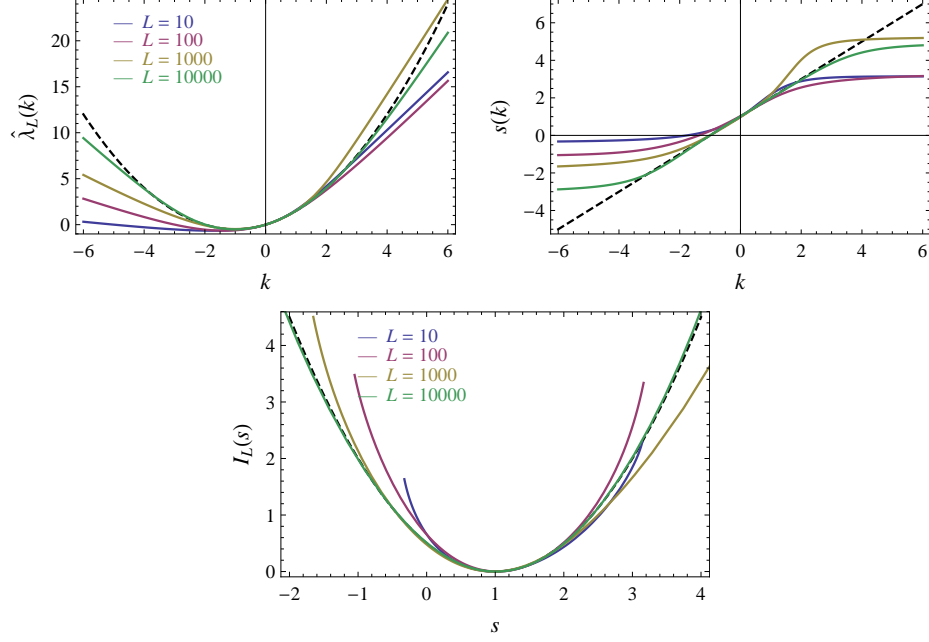 L = 10
L = 100
L = 1000
L = 10000
20
15
10
5
0
λ̂_L(k)
−6 −4 −2 0 2 4 6
k
6
4
2
0
−2
−4
s(k)
−6 −4 −2 0 2 4 6
k
L = 10
L = 100
L = 1000
L = 10000
4
3
2
1
0
I_L(s)
−2 −1 0 1 2 3 4
s